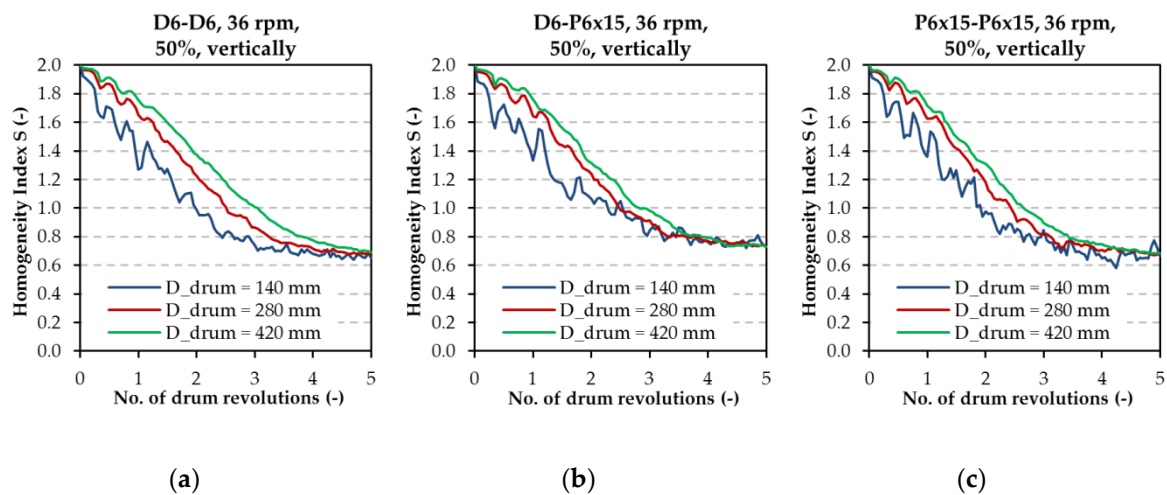 D6-D6, 36 rpm,
50%, vertically
Homogeneity Index S (-)
2.0
1.8
1.6
1.4
1.2
1.0
0.8
0.6
0.4
0.2
0.0
D_drum = 140 mm
D_drum = 280 mm
D_drum = 420 mm
0 1 2 3 4 5
No. of drum revolutions (-)
(a)
D6-P6x15, 36 rpm,
50%, vertically
Homogeneity Index S (-)
2.0
1.8
1.6
1.4
1.2
1.0
0.8
0.6
0.4
0.2
0.0
D_drum = 140 mm
D_drum = 280 mm
D_drum = 420 mm
0 1 2 3 4 5
No. of drum revolutions (-)
(b)
P6x15-P6x15, 36 rpm,
50%, vertically
Homogeneity Index S (-)
2.0
1.8
1.6
1.4
1.2
1.0
0.8
0.6
0.4
0.2
0.0
D_drum = 140 mm
D_drum = 280 mm
D_drum = 420 mm
0 1 2 3 4 5
No. of drum revolutions (-)
(c)